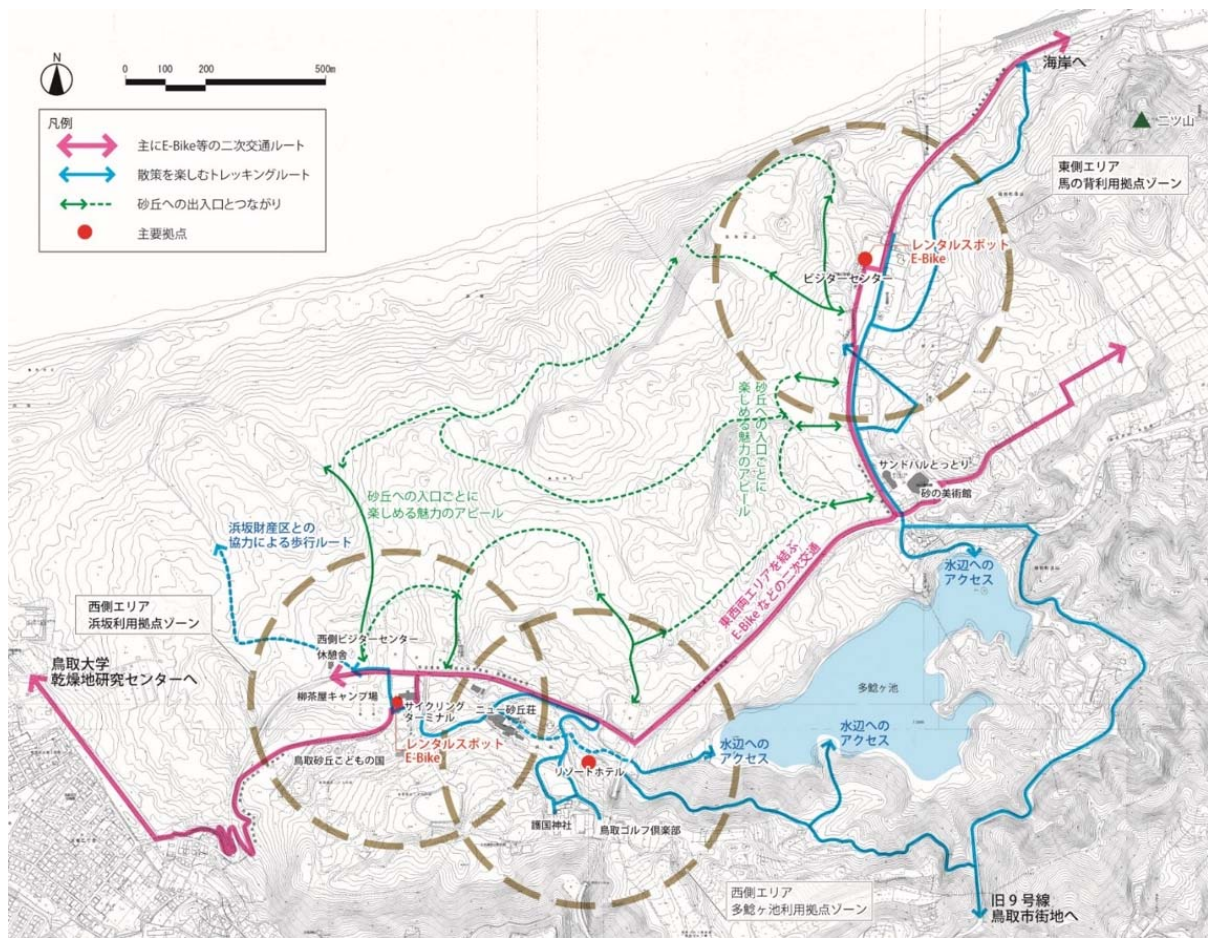 N
0 100 200 500m
凡例
主にE-Bike等の二次交通ルート
散策を楽しむトレッキングルート
砂丘への出入口とつながり
主要拠点
海岸へ
二ツ山
東側エリア
馬の背利用拠点ゾーン
レンタルスポット
E-Bike
ビジターセンター
砂丘への入口ごとに
楽しめる魅力のアピール
サンドパルとっとり
砂の美術館
砂丘への入口ごとに
楽しめる魅力のアピール
浜坂財産区との
協力による歩行ルート
東西両エリアを結ぶ
E-Bikeなどの二次交通
水辺への
アクセス
西側エリア
浜坂利用拠点ゾーン
西側ビジターセンター
休憩舎
鳥取大学
乾燥地研究センターへ
柳茶屋キャンプ場
サイクリング
ターミナル
ニュー砂丘荘
多鯰ヶ池
水辺への
アクセス
水辺への
アクセス
レンタルスポット
E-Bike
鳥取砂丘こどもの国
リゾートホテル
護国神社
鳥取ゴルフ倶楽部
西側エリア
多鯰ヶ池利用拠点ゾーン
旧9号線
鳥取市街地へ